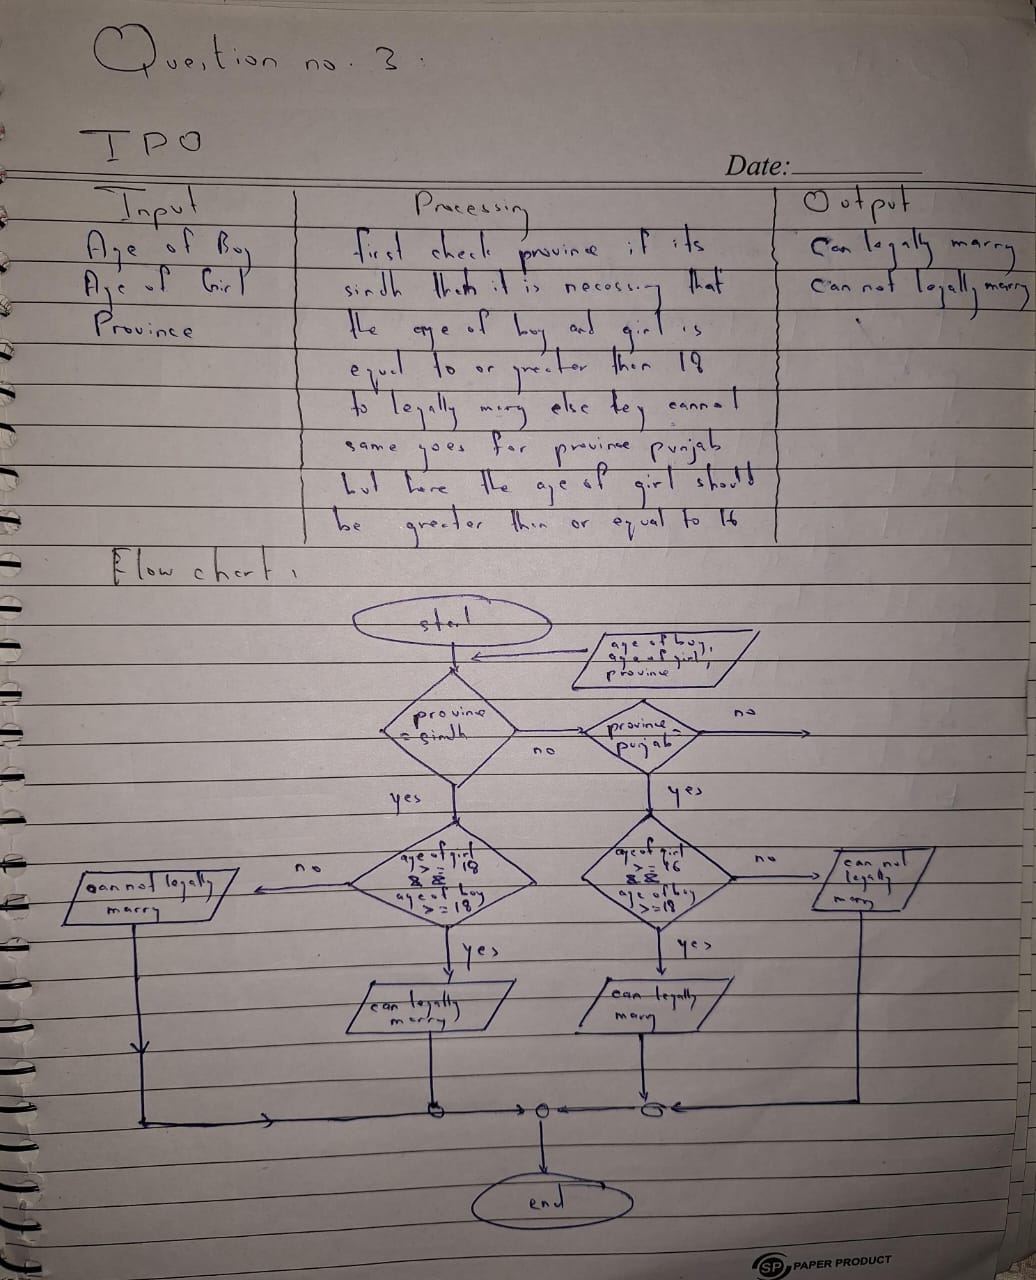 Question no. 3.
IPO
Date:
Input
Processing
Output
Age of Boy
first check province if its
Can legally marry
Age of Girl
sindh then it is necessary that
Can not legally marry
Province
the age of boy and girl is
equal to or greater than 18
to legally marry else they cannot
same goes for province punjab
but here the age of girl should
be greater than or equal to 16
Flow chart.
start
age of boy,
age of girl,
province
province
= sindh
no
province =
punjab
no
yes
yes
age of girl
>= 18
&&
age of boy
>= 18
no
can not legally
marry
age of girl
>= 16
&&
age of boy
>= 18
no
can not
legally
marry
yes
yes
can legally
marry
can legally
marry
end
SP PAPER PRODUCT